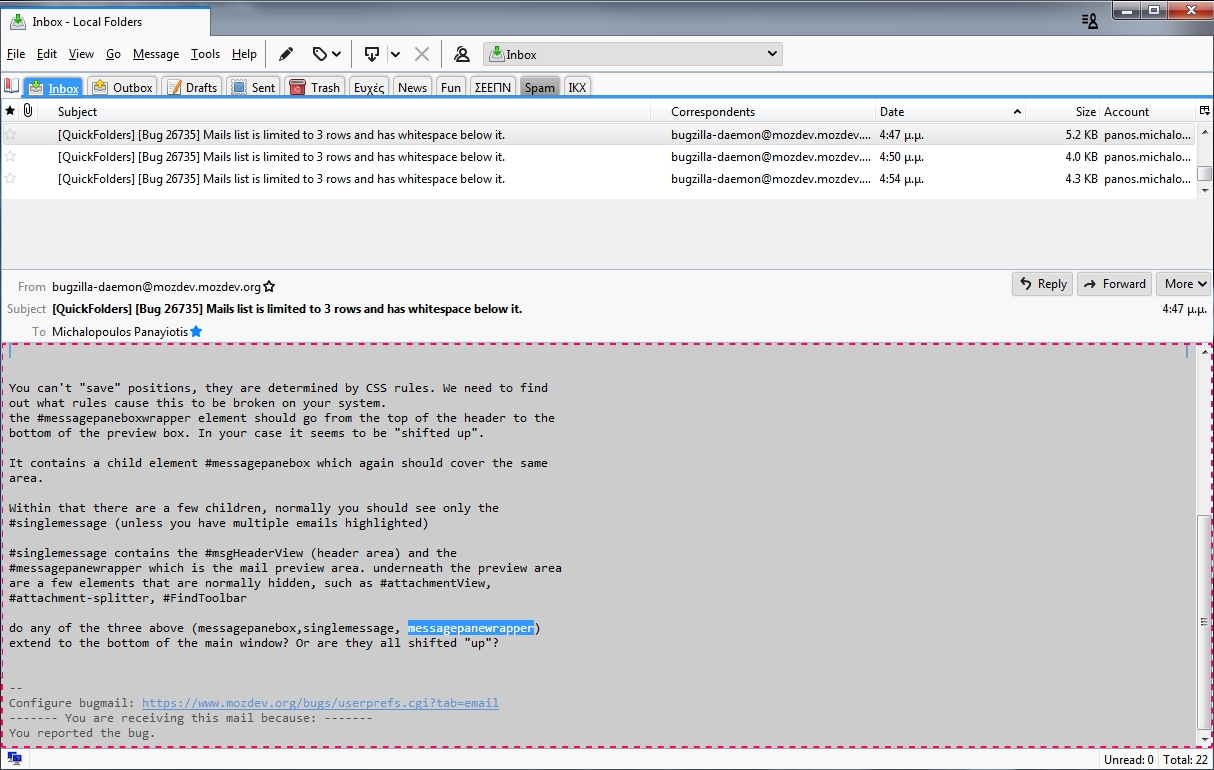 Inbox - Local Folders
File Edit View Go Message Tools Help Inbox
Inbox Outbox Drafts Sent Trash Ευχές News Fun ΣΕΕΓΠΝ Spam ΙΚΧ
Subject Correspondents Date Size Account
[QuickFolders] [Bug 26735] Mails list is limited to 3 rows and has whitespace below it. bugzilla-daemon@mozdev.mozdev.... 4:47 μ.μ. 5.2 KB panos.michalo...
[QuickFolders] [Bug 26735] Mails list is limited to 3 rows and has whitespace below it. bugzilla-daemon@mozdev.mozdev.... 4:50 μ.μ. 4.0 KB panos.michalo...
[QuickFolders] [Bug 26735] Mails list is limited to 3 rows and has whitespace below it. bugzilla-daemon@mozdev.mozdev.... 4:54 μ.μ. 4.3 KB panos.michalo...
From bugzilla-daemon@mozdev.mozdev.org Reply Forward More
Subject [QuickFolders] [Bug 26735] Mails list is limited to 3 rows and has whitespace below it. 4:47 μ.μ.
To Michalopoulos Panayiotis
You can't "save" positions, they are determined by CSS rules. We need to find
out what rules cause this to be broken on your system.
the #messagepaneboxwrapper element should go from the top of the header to the
bottom of the preview box. In your case it seems to be "shifted up".
It contains a child element #messagepanebox which again should cover the same
area.
Within that there are a few children, normally you should see only the
#singlemessage (unless you have multiple emails highlighted)
#singlemessage contains the #msgHeaderView (header area) and the
#messagepanewrapper which is the mail preview area. underneath the preview area
are a few elements that are normally hidden, such as #attachmentView,
#attachment-splitter, #FindToolbar
do any of the three above (messagepanebox,singlemessage, messagepanewrapper)
extend to the bottom of the main window? Or are they all shifted "up"?
--
Configure bugmail: https://www.mozdev.org/bugs/userprefs.cgi?tab=email
------- You are receiving this mail because: -------
You reported the bug.
Unread: 0 Total: 22